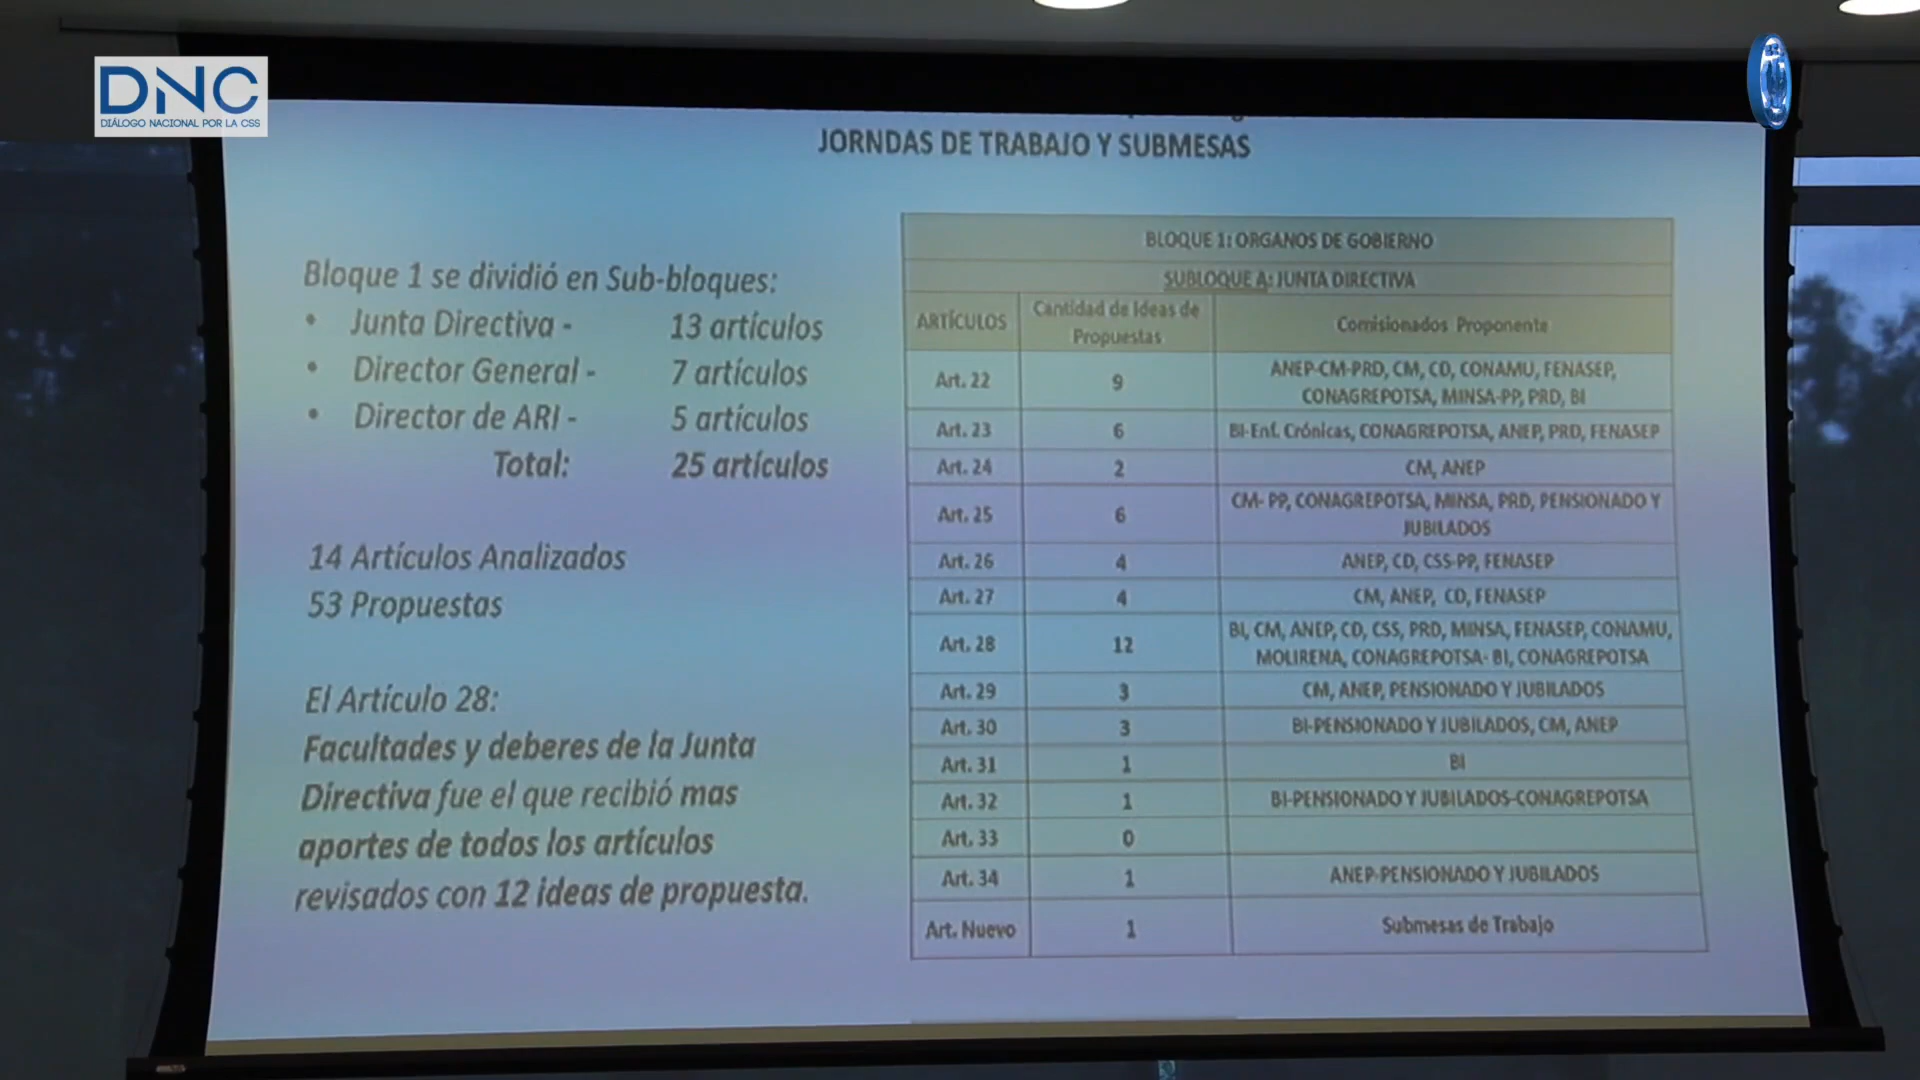 DNC
DIÁLOGO NACIONAL POR LA CSS
JORNDAS DE TRABAJO Y SUBMESAS
Bloque 1 se dividió en Sub-bloques:
• Junta Directiva - 13 artículos
• Director General - 7 artículos
• Director de ARI - 5 artículos
Total: 25 artículos
14 Artículos Analizados
53 Propuestas
El Artículo 28:
Facultades y deberes de la Junta
Directiva fue el que recibió mas
aportes de todos los artículos
revisados con 12 ideas de propuesta.
BLOQUE 1: ORGANOS DE GOBIERNO
SUBLOQUE A: JUNTA DIRECTIVA
ARTÍCULOS
Cantidad de Ideas de
Propuestas
Comisionados Proponente
Art. 22 9 ANEP-CM-PRD, CM, CD, CONAMU, FENASEP,
CONAGREPOTSA, MINSA-PP, PRD, BI
Art. 23 6 BI-Enf. Crónicas, CONAGREPOTSA, ANEP, PRD, FENASEP
Art. 24 2 CM, ANEP
Art. 25 6 CM- PP, CONAGREPOTSA, MINSA, PRD, PENSIONADO Y
JUBILADOS
Art. 26 4 ANEP, CD, CSS-PP, FENASEP
Art. 27 4 CM, ANEP, CD, FENASEP
Art. 28 12 BI, CM, ANEP, CD, CSS, PRD, MINSA, FENASEP, CONAMU,
MOLIRENA, CONAGREPOTSA- BI, CONAGREPOTSA
Art. 29 3 CM, ANEP, PENSIONADO Y JUBILADOS
Art. 30 3 BI-PENSIONADO Y JUBILADOS, CM, ANEP
Art. 31 1 BI
Art. 32 1 BI-PENSIONADO Y JUBILADOS-CONAGREPOTSA
Art. 33 0
Art. 34 1 ANEP-PENSIONADO Y JUBILADOS
Art. Nuevo 1 Submesas de Trabajo